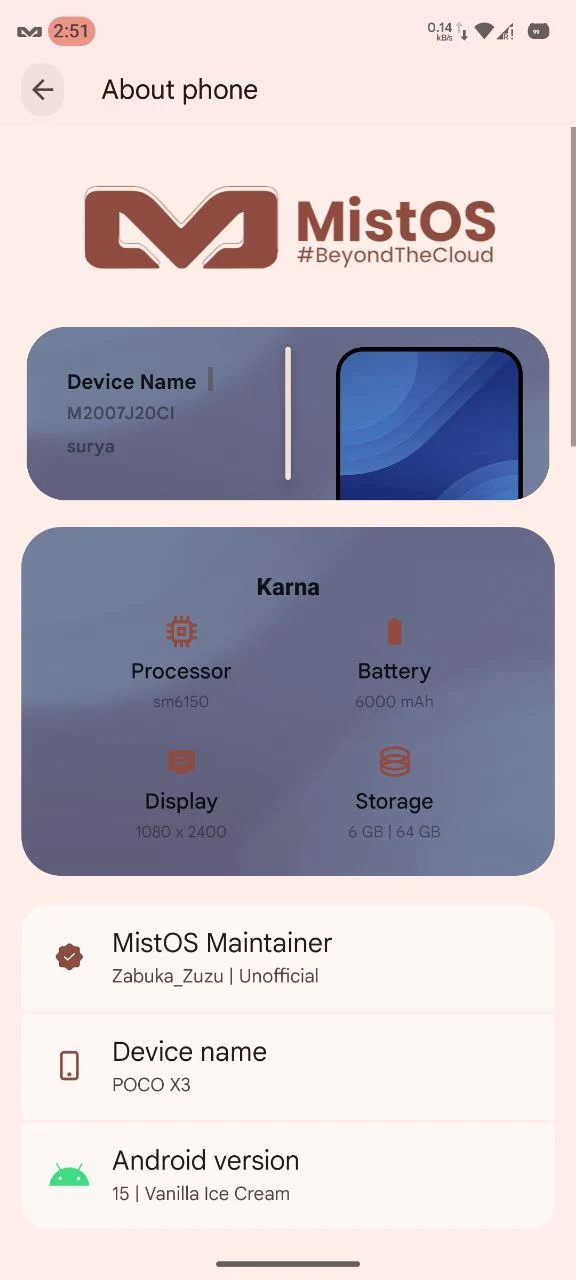 2:51
0.14
kB/s
R
99
About phone
MistOS
#BeyondTheCloud
Device Name
M2007J20CI
surya
Karna
Processor
sm6150
Battery
6000 mAh
Display
1080 x 2400
Storage
6 GB | 64 GB
MistOS Maintainer
Zabuka_Zuzu | Unofficial
Device name
POCO X3
Android version
15 | Vanilla Ice Cream